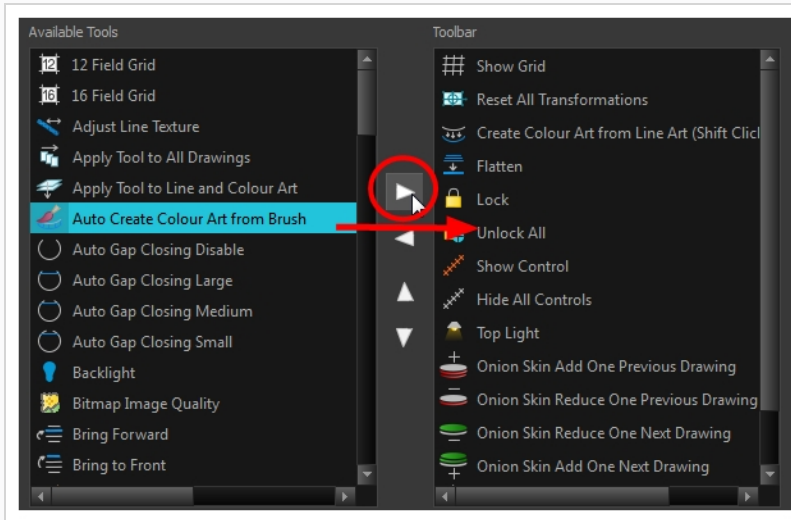 Available Tools
12 12 Field Grid
16 16 Field Grid
Adjust Line Texture
Apply Tool to All Drawings
Apply Tool to Line and Colour Art
Auto Create Colour Art from Brush
Auto Gap Closing Disable
Auto Gap Closing Large
Auto Gap Closing Medium
Auto Gap Closing Small
Backlight
Bitmap Image Quality
Bring Forward
Bring to Front
Toolbar
Show Grid
Reset All Transformations
Create Colour Art from Line Art (Shift Clicl
Flatten
Lock
Unlock All
Show Control
Hide All Controls
Top Light
Onion Skin Add One Previous Drawing
Onion Skin Reduce One Previous Drawing
Onion Skin Reduce One Next Drawing
Onion Skin Add One Next Drawing